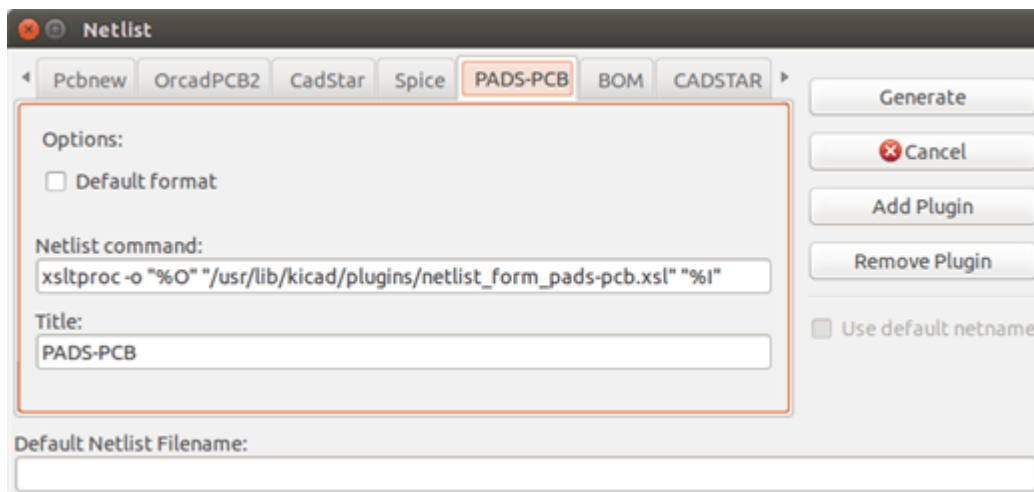 Netlist
Pcbnew OrcadPCB2 CadStar Spice PADS-PCB BOM CADSTAR
Generate
Options:
Cancel
Default format
Add Plugin
Netlist command:
xsltproc -o "%O" "/usr/lib/kicad/plugins/netlist_form_pads-pcb.xsl" "%I"
Remove Plugin
Title:
Use default netname
PADS-PCB
Default Netlist Filename: